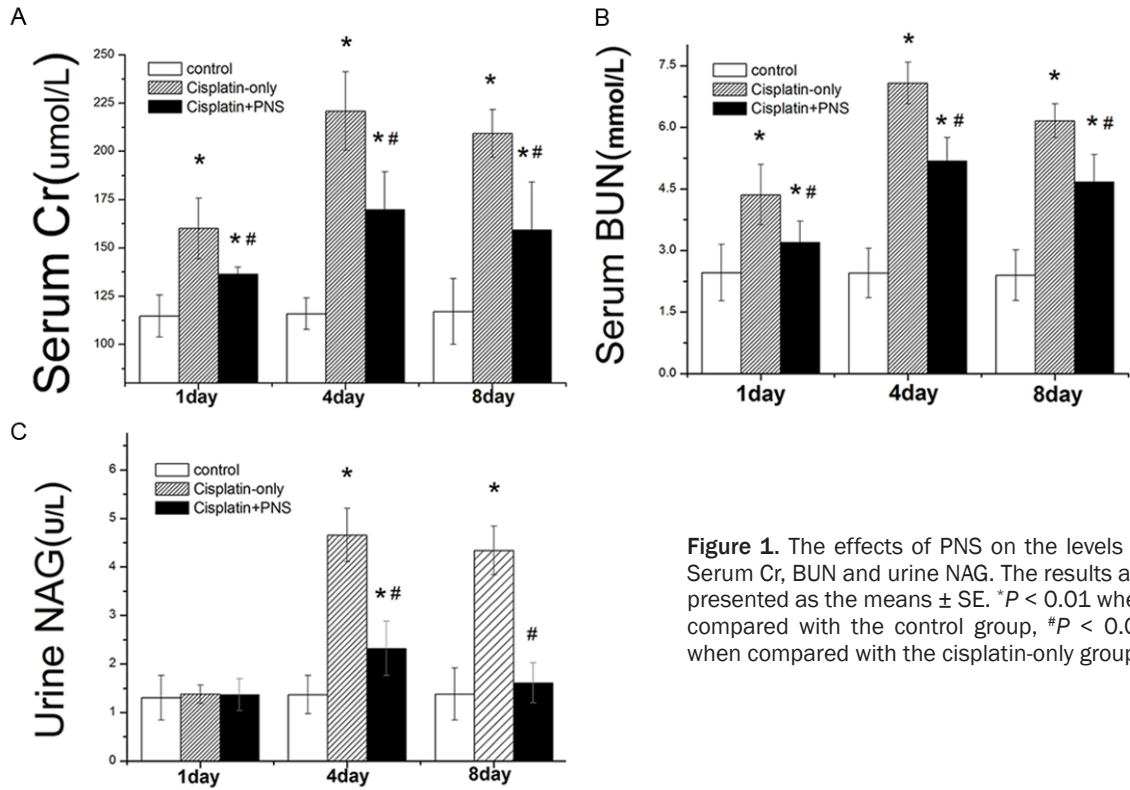 A
Serum Cr(umol/L)
250
225
200
175
150
125
100
control
Cisplatin-only
Cisplatin+PNS
*
* #
*
* #
*
* #
1day
4day
8day
B
Serum BUN(mmol/L)
7.5
6.0
4.5
3.0
1.5
0.0
control
Cisplatin-only
Cisplatin+PNS
*
* #
*
* #
*
* #
1day
4day
8day
C
Urine NAG(U/L)
6
5
4
3
2
1
0
control
Cisplatin-only
Cisplatin+PNS
*
* #
*
#
1day
4day
8day
Figure 1. The effects of PNS on the levels
Serum Cr, BUN and urine NAG. The results a
presented as the means ± SE. *P < 0.01 whe
compared with the control group, #P < 0.0
when compared with the cisplatin-only group